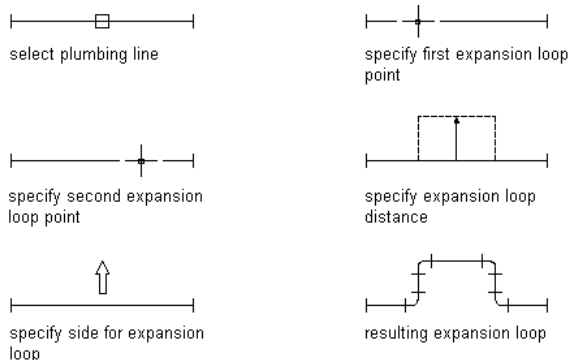 select plumbing line
specify first expansion loop
point
specify second expansion
loop point
specify expansion loop
distance
specify side for expansion
loop
resulting expansion loop